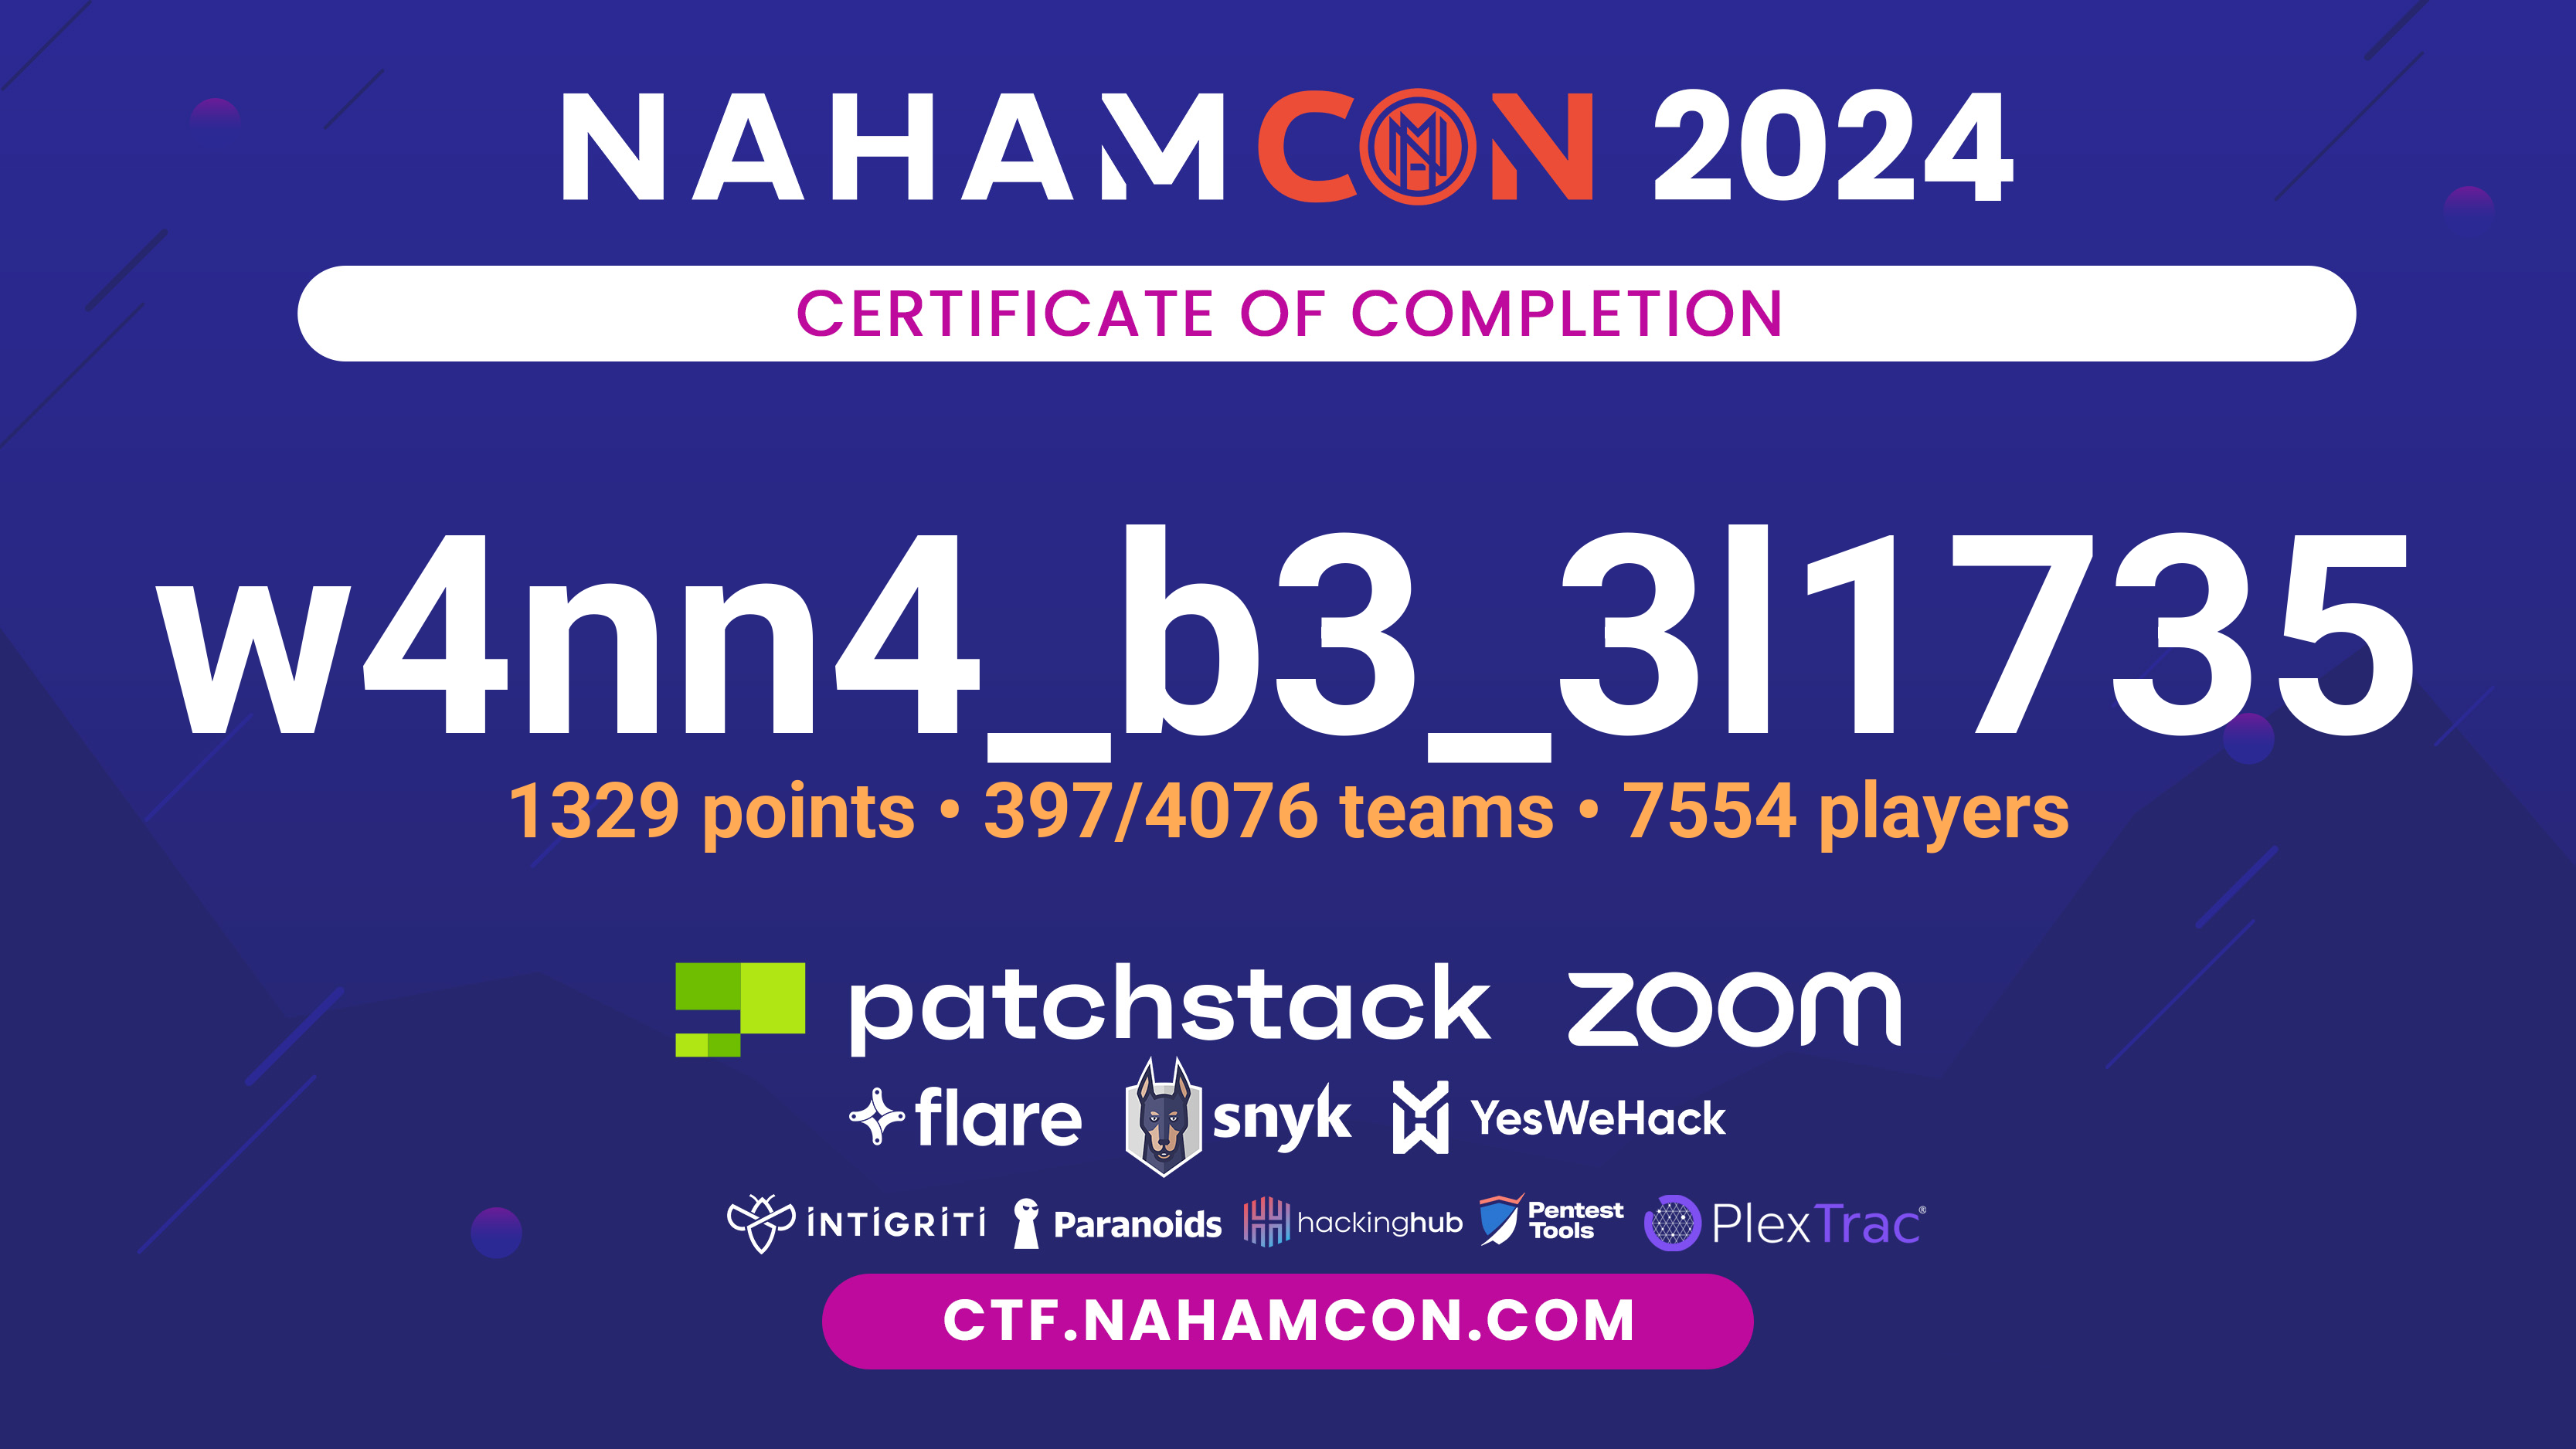 NAHAMCON 2024
CERTIFICATE OF COMPLETION
w4nn4_b3_3l1735
1329 points • 397/4076 teams • 7554 players
patchstack zoom
flare snyk YesWeHack
INTIGRITI Paranoids hackinghub Pentest Tools PlexTrac®
CTF.NAHAMCON.COM